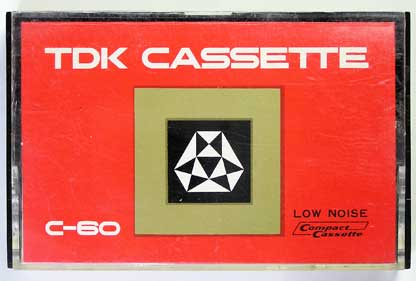 TDK CASSETTE
C-60
LOW NOISE
Compact
Cassette